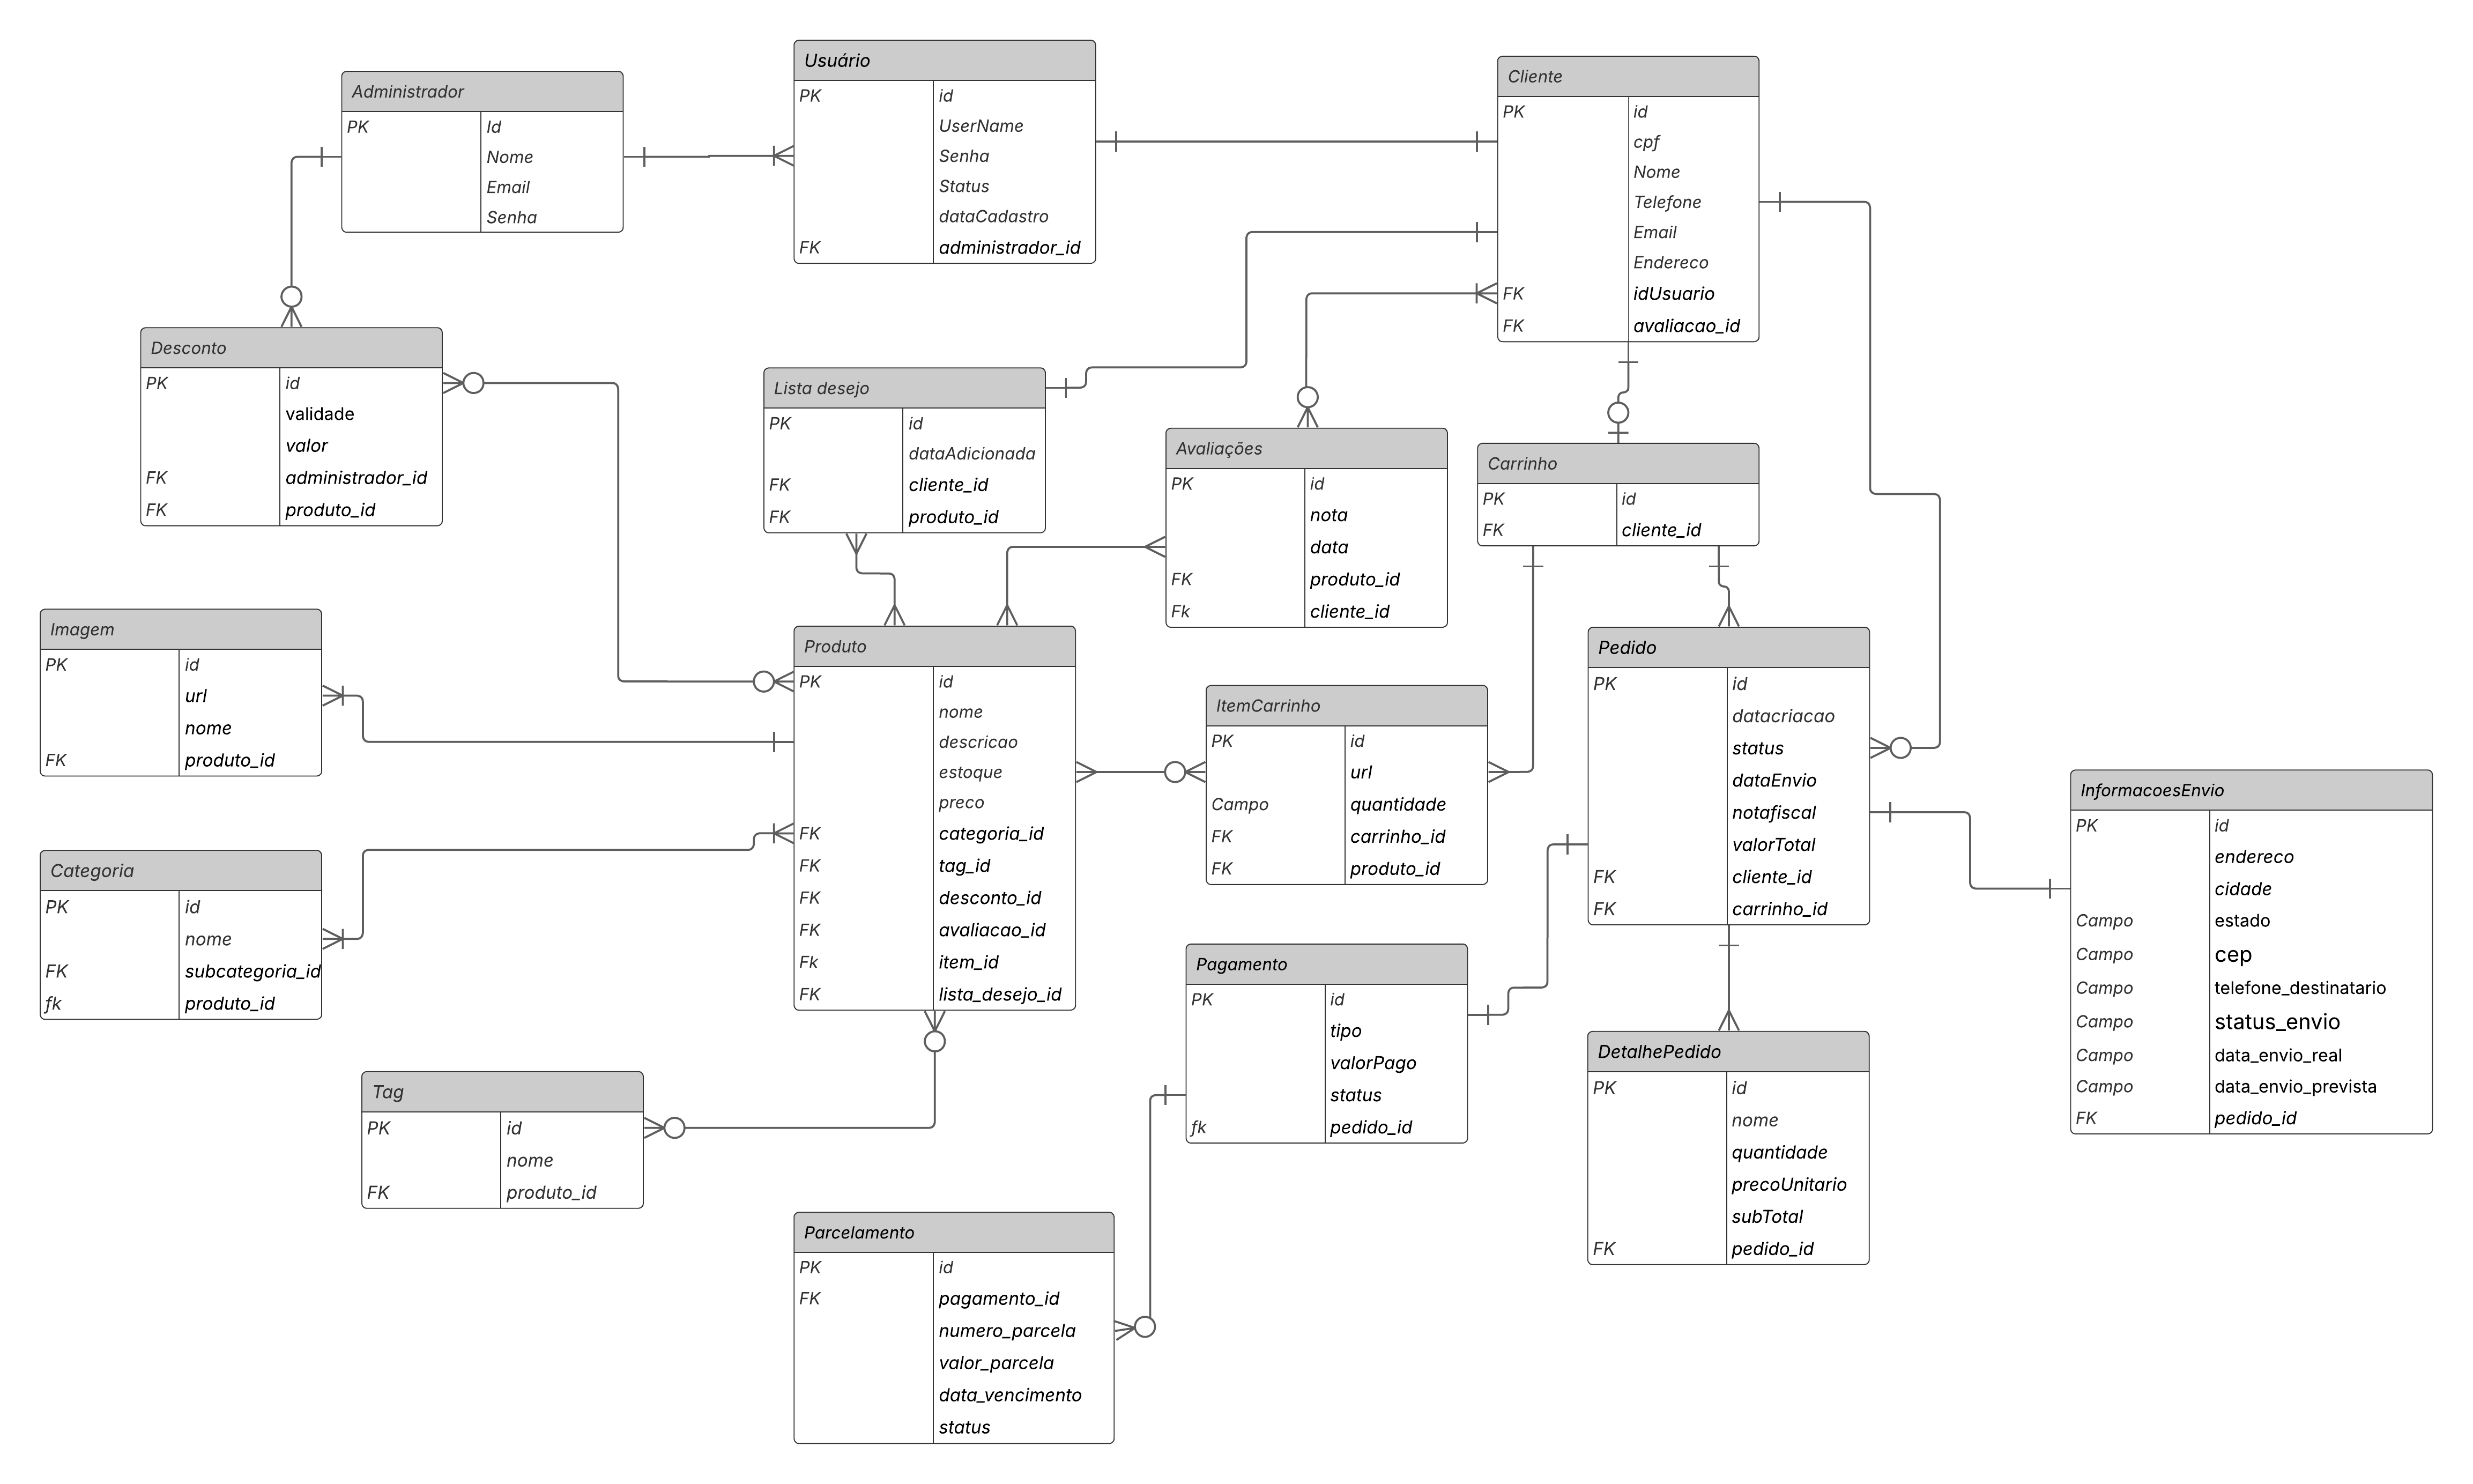 Administrador
PK Id
Nome
Email
Senha
Usuário
PK id
UserName
Senha
Status
dataCadastro
FK administrador_id
Cliente
PK id
cpf
Nome
Telefone
Email
Endereco
FK idUsuario
FK avaliacao_id
Desconto
PK id
validade
valor
FK administrador_id
FK produto_id
Lista desejo
PK id
dataAdicionada
FK cliente_id
FK produto_id
Avaliações
PK id
nota
data
FK produto_id
Fk cliente_id
Carrinho
PK id
FK cliente_id
Imagem
PK id
url
nome
FK produto_id
Produto
PK id
nome
descricao
estoque
preco
FK categoria_id
FK tag_id
FK desconto_id
FK avaliacao_id
Fk item_id
FK lista_desejo_id
ItemCarrinho
PK id
url
Campo quantidade
FK carrinho_id
FK produto_id
Pedido
PK id
datacriacao
status
dataEnvio
notafiscal
valorTotal
FK cliente_id
FK carrinho_id
InformacoesEnvio
PK id
endereco
cidade
Campo estado
Campo cep
Campo telefone_destinatario
Campo status_envio
Campo data_envio_real
Campo data_envio_prevista
FK pedido_id
Categoria
PK id
nome
FK subcategoria_id
fk produto_id
Pagamento
PK id
tipo
valorPago
status
fk pedido_id
DetalhePedido
PK id
nome
quantidade
precoUnitario
subTotal
FK pedido_id
Tag
PK id
nome
FK produto_id
Parcelamento
PK id
FK pagamento_id
numero_parcela
valor_parcela
data_vencimento
status